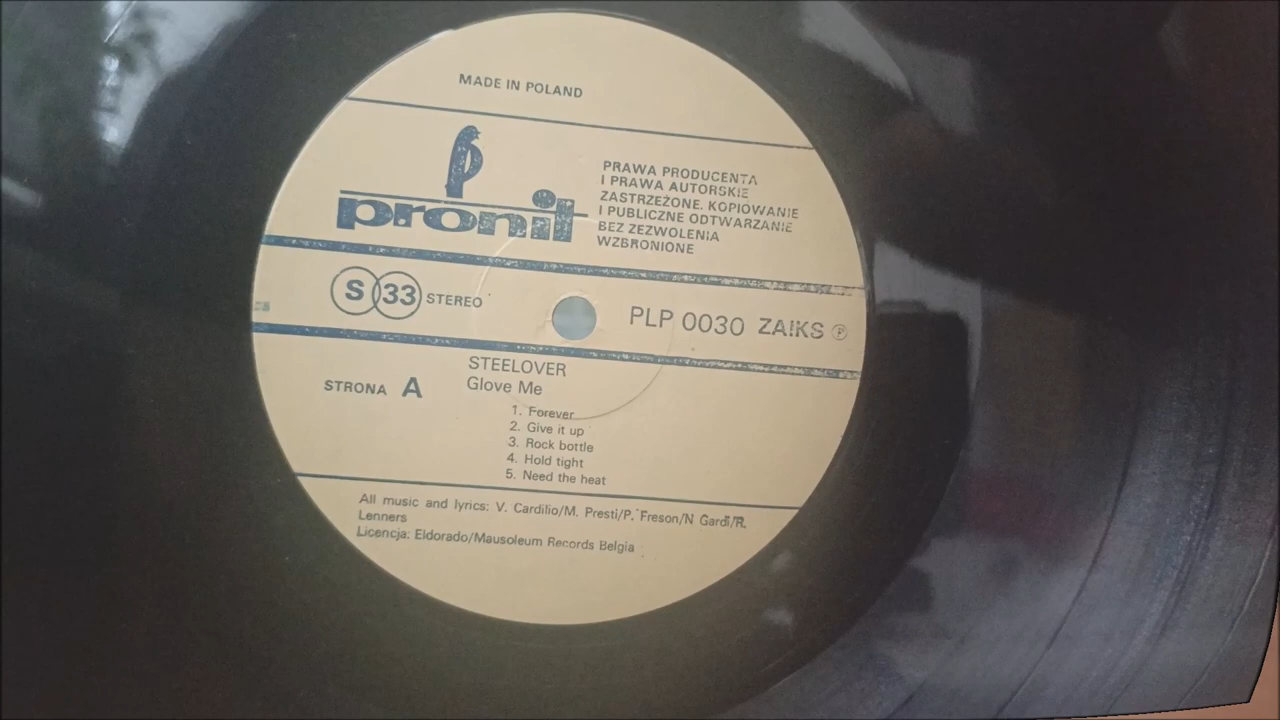 MADE IN POLAND
pronit
PRAWA PRODUCENTA
I PRAWA AUTORSKIE
ZASTRZEŻONE. KOPIOWANIE
I PUBLICZNE ODTWARZANIE
BEZ ZEZWOLENIA
WZBRONIONE
S 33 STEREO
PLP 0030 ZAIKS Ⓟ
STRONA A
STEELOVER
Glove Me
1. Forever
2. Give it up
3. Rock bottle
4. Hold tight
5. Need the heat
All music and lyrics: V. Cardilio/M. Presti/P. Freson/N Gardi/R.
Lenners
Licencja: Eldorado/Mausoleum Records Belgia